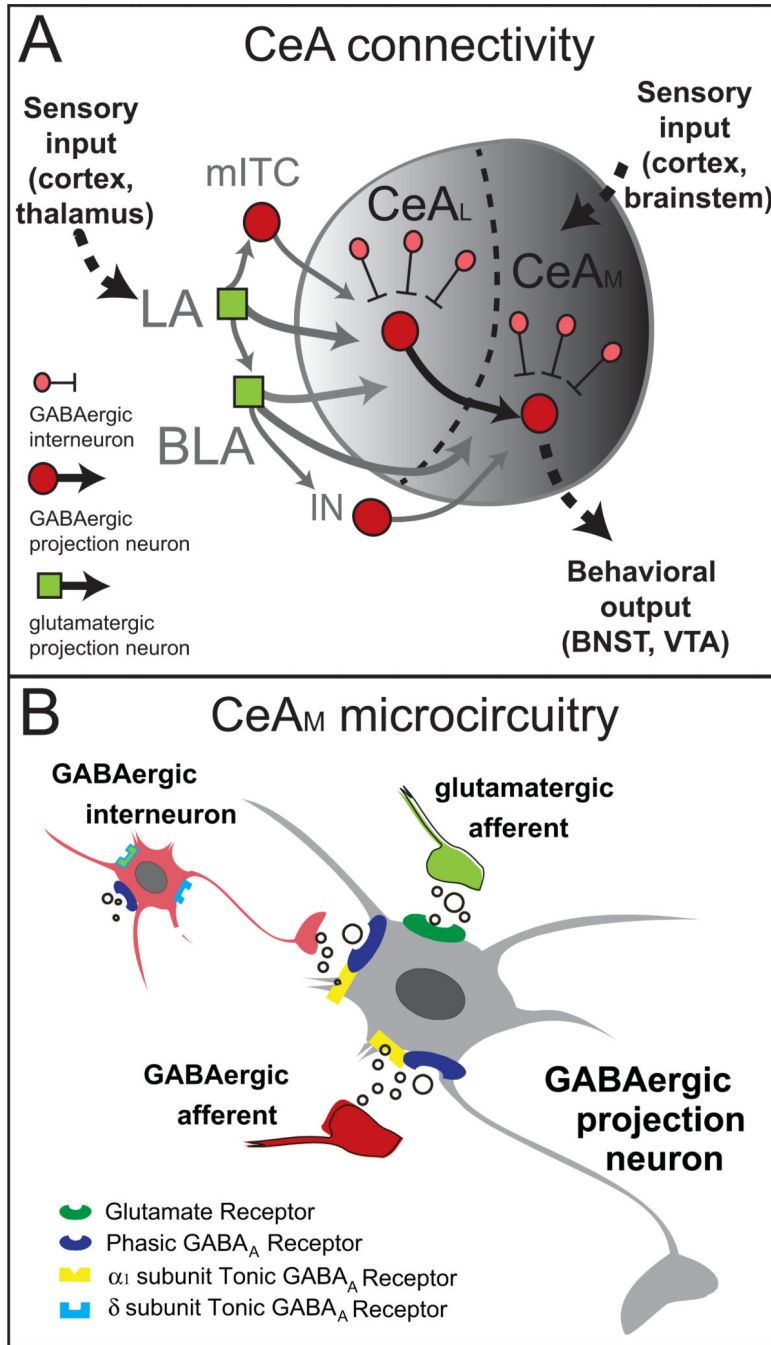 A
CeA connectivity
Sensory
input
(cortex,
thalamus)
Sensory
input
(cortex,
brainstem)
mITC
CeAL
CeAM
LA
BLA
IN
GABAergic
interneuron
GABAergic
projection neuron
glutamatergic
projection neuron
Behavioral
output
(BNST, VTA)
B
CeAM microcircuitry
GABAergic
interneuron
glutamatergic
afferent
GABAergic
afferent
GABAergic
projection
neuron
Glutamate Receptor
Phasic GABAA Receptor
α1 subunit Tonic GABAA Receptor
δ subunit Tonic GABAA Receptor